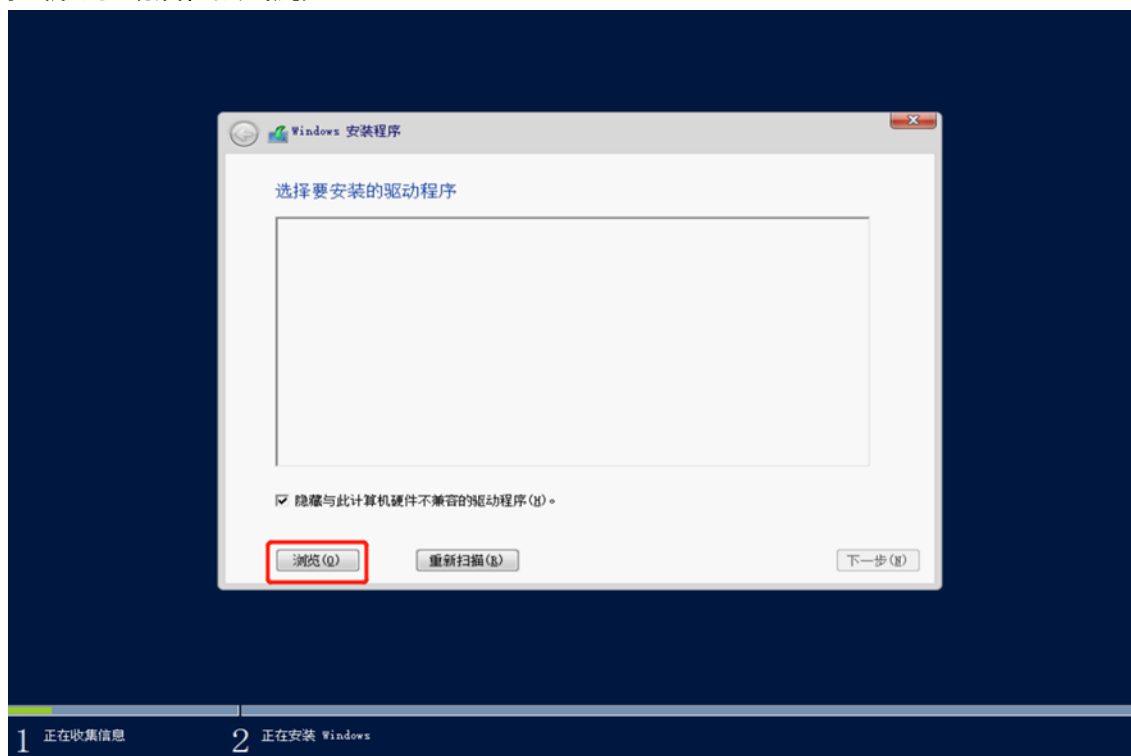 Windows 安装程序
选择要安装的驱动程序
隐藏与此计算机硬件不兼容的驱动程序(H)。
浏览(O) 重新扫描(R) 下一步(N)
1 正在收集信息 2 正在安装 Windows